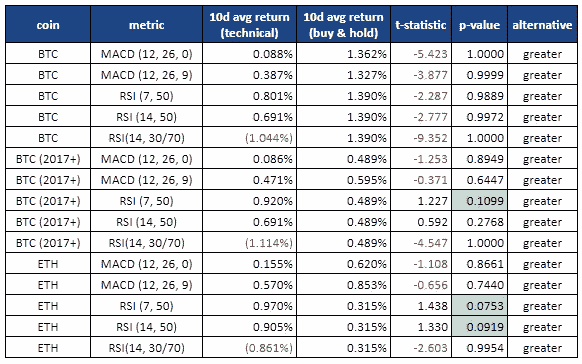 coin metric 10d avg return (technical) 10d avg return (buy & hold) t-statistic p-value alternative
BTC MACD (12, 26, 0) 0.088% 1.362% -5.423 1.0000 greater
BTC MACD (12, 26, 9) 0.387% 1.327% -3.877 0.9999 greater
BTC RSI (7, 50) 0.801% 1.390% -2.287 0.9889 greater
BTC RSI (14, 50) 0.691% 1.390% -2.777 0.9972 greater
BTC RSI(14, 30/70) (1.044%) 1.390% -9.352 1.0000 greater
BTC (2017+) MACD (12, 26, 0) 0.086% 0.489% -1.253 0.8949 greater
BTC (2017+) MACD (12, 26, 9) 0.471% 0.595% -0.371 0.6447 greater
BTC (2017+) RSI (7, 50) 0.920% 0.489% 1.227 0.1099 greater
BTC (2017+) RSI (14, 50) 0.691% 0.489% 0.592 0.2768 greater
BTC (2017+) RSI(14, 30/70) (1.114%) 0.489% -4.547 1.0000 greater
ETH MACD (12, 26, 0) 0.155% 0.620% -1.108 0.8661 greater
ETH MACD (12, 26, 9) 0.570% 0.853% -0.656 0.7440 greater
ETH RSI (7, 50) 0.970% 0.315% 1.438 0.0753 greater
ETH RSI (14, 50) 0.905% 0.315% 1.330 0.0919 greater
ETH RSI(14, 30/70) (0.861%) 0.315% -2.603 0.9954 greater